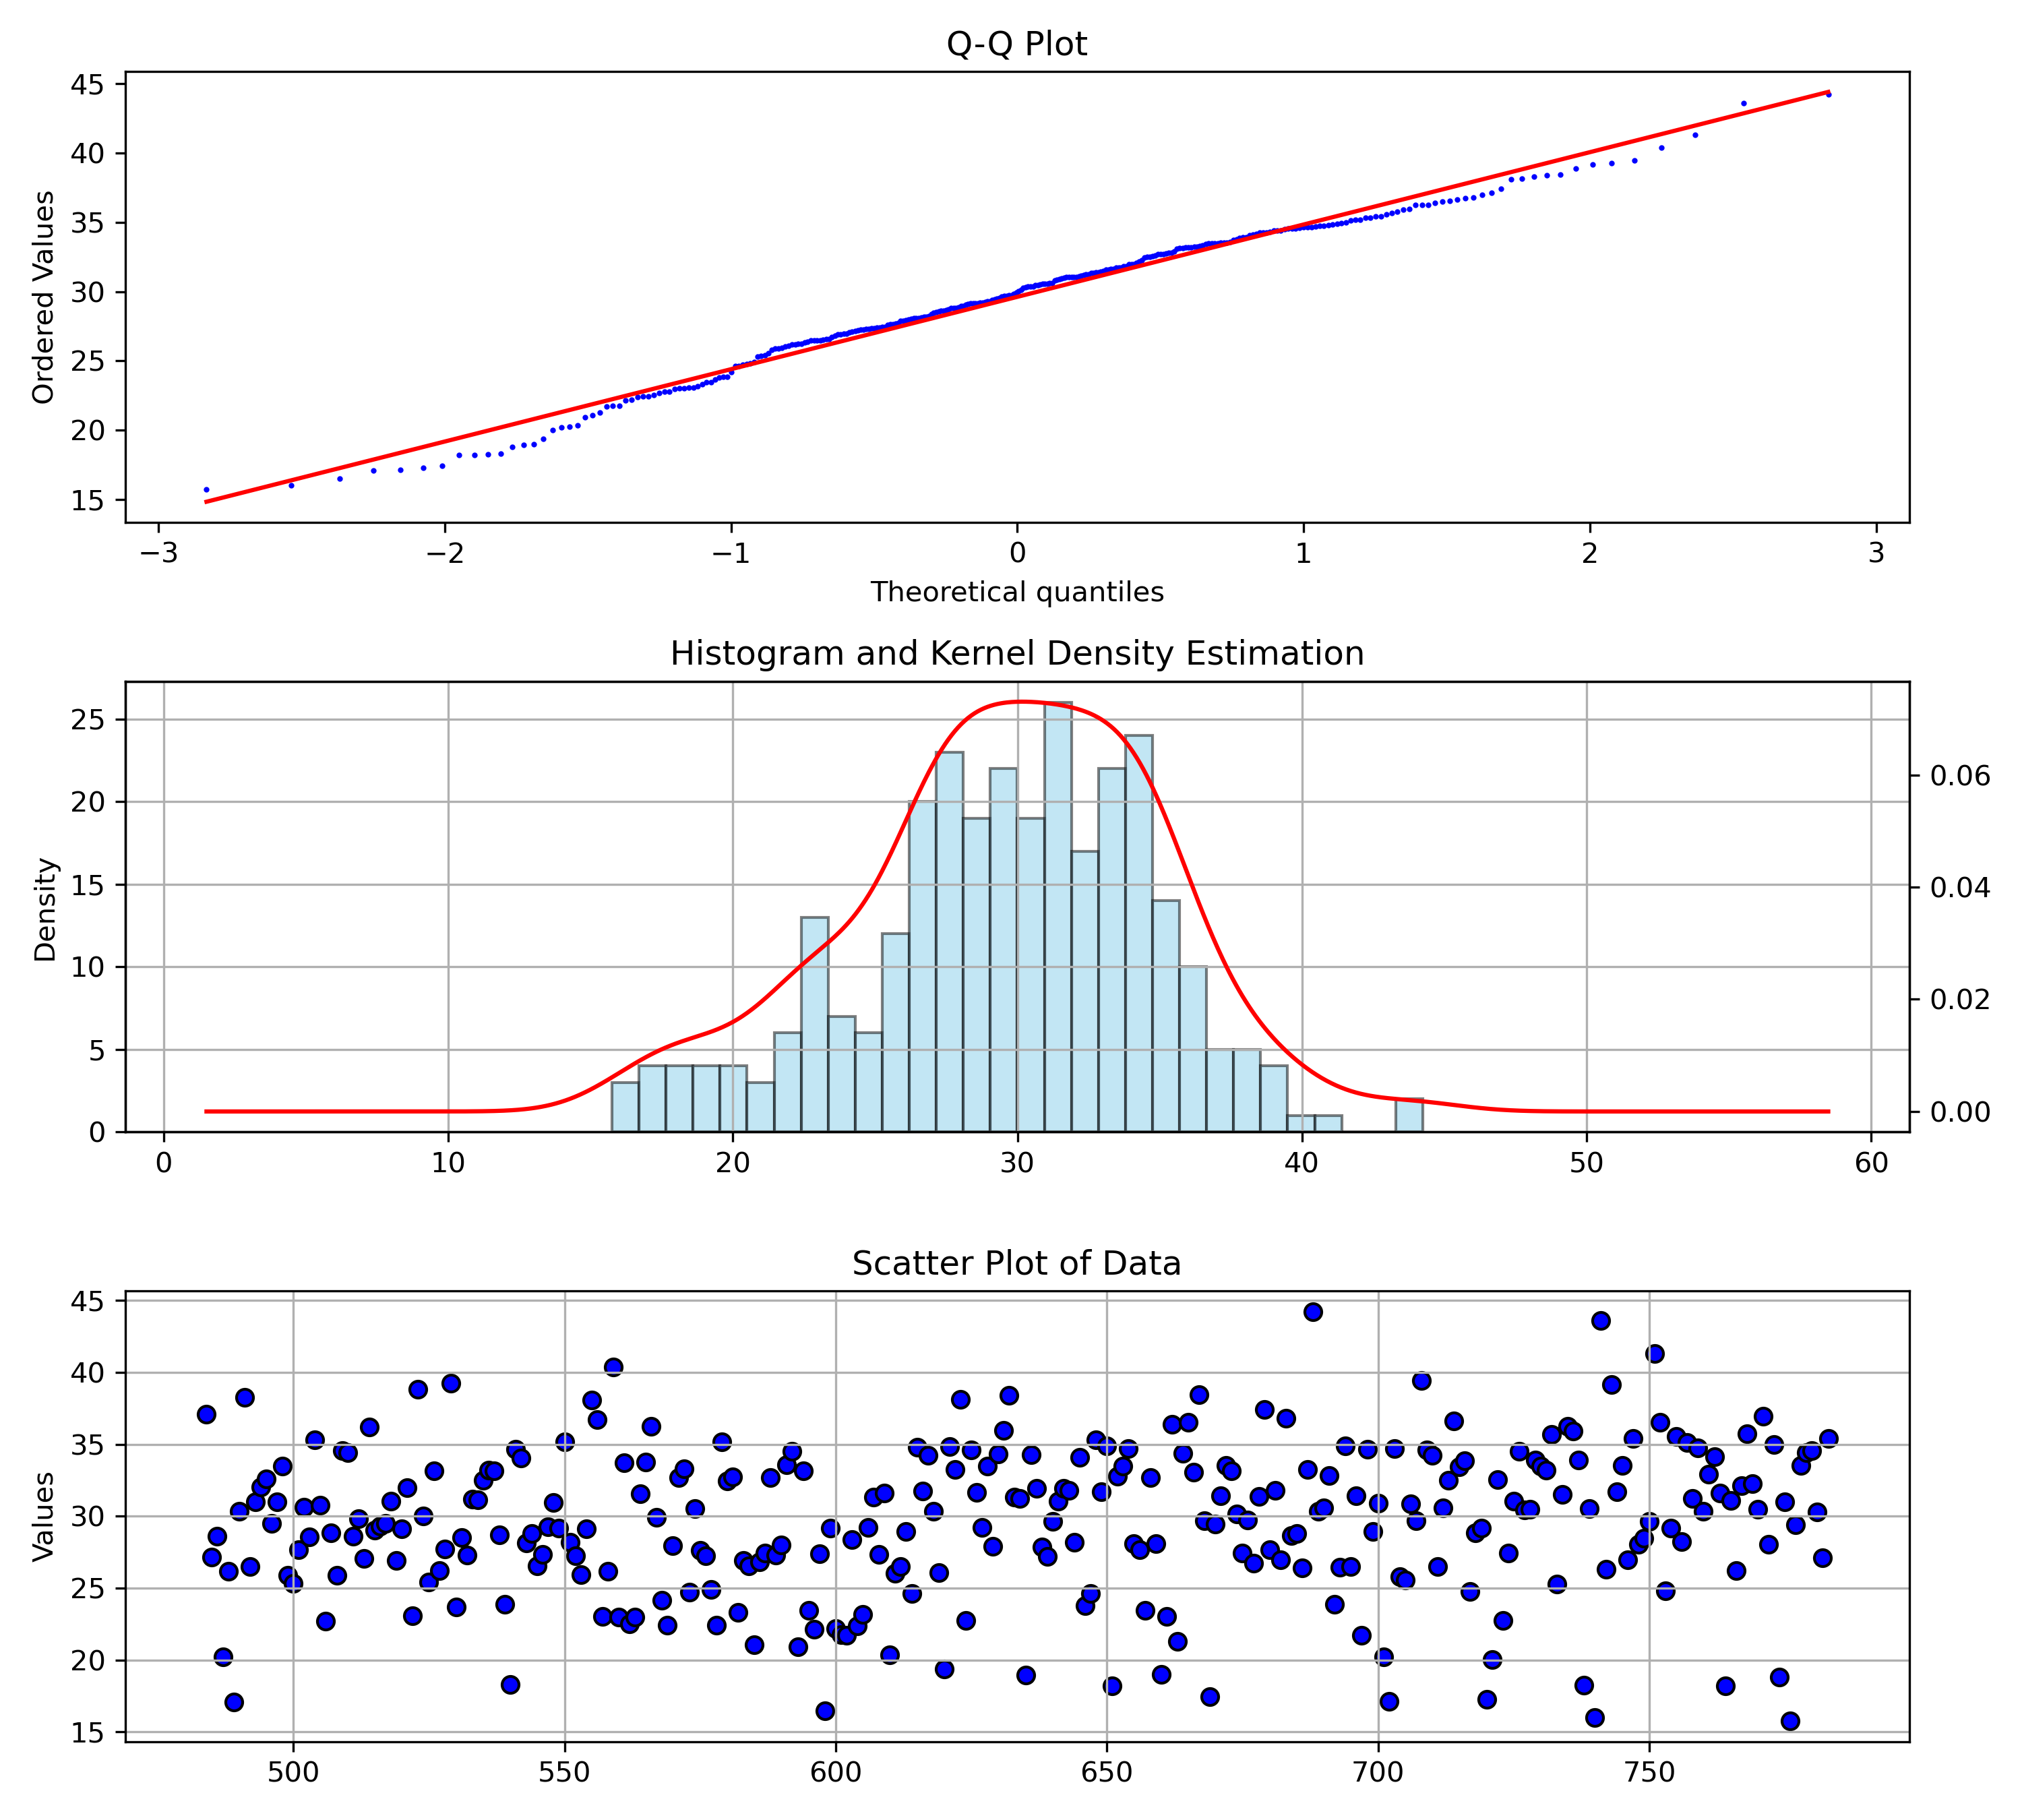 Q-Q Plot
45
40
35
30
25
20
15
Ordered Values
−3 −2 −1 0 1 2 3
Theoretical quantiles
Histogram and Kernel Density Estimation
25
20
15
10
5
0
Density
0.06
0.04
0.02
0.00
0 10 20 30 40 50 60
Scatter Plot of Data
45
40
35
30
25
20
15
Values
500 550 600 650 700 750